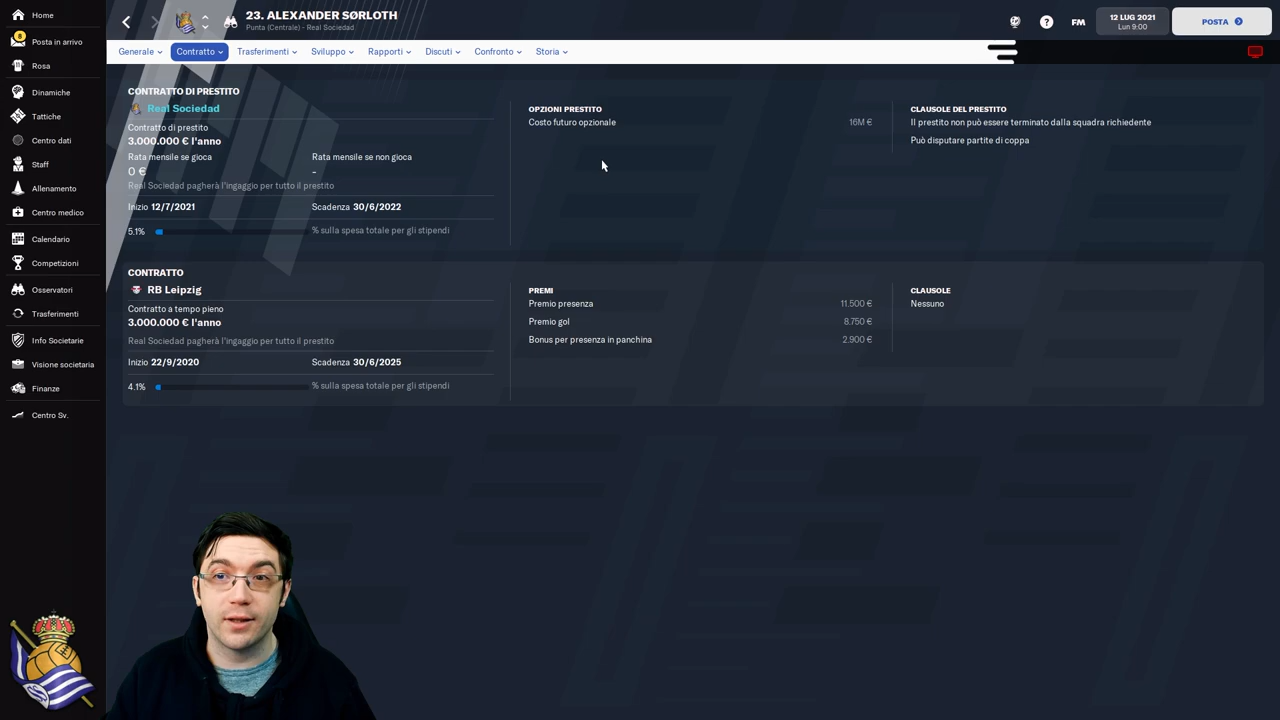 Home
8
Posta in arrivo
Rosa
Dinamiche
Tattiche
Centro dati
Staff
Allenamento
Centro medico
Calendario
Competizioni
Osservatori
Trasferimenti
Info Societarie
Visione societaria
Finanze
Centro Sv.
23. ALEXANDER SØRLOTH
Punta (Centrale) - Real Sociedad
?
FM
12 LUG 2021
Lun 9:00
POSTA
Generale
Contratto
Trasferimenti
Sviluppo
Rapporti
Discuti
Confronto
Storia
CONTRATTO DI PRESTITO
Real Sociedad
Contratto di prestito
3.000.000 € l'anno
Rata mensile se gioca
Rata mensile se non gioca
0 €
-
Real Sociedad pagherà l'ingaggio per tutto il prestito
Inizio 12/7/2021
Scadenza 30/6/2022
5.1%
% sulla spesa totale per gli stipendi
OPZIONI PRESTITO
Costo futuro opzionale 16M €
CLAUSOLE DEL PRESTITO
Il prestito non può essere terminato dalla squadra richiedente
Può disputare partite di coppa
CONTRATTO
RB Leipzig
Contratto a tempo pieno
3.000.000 € l'anno
Real Sociedad pagherà l'ingaggio per tutto il prestito
Inizio 22/9/2020
Scadenza 30/6/2025
4.1%
% sulla spesa totale per gli stipendi
PREMI
Premio presenza 11.500 €
Premio gol 8.750 €
Bonus per presenza in panchina 2.900 €
CLAUSOLE
Nessuno